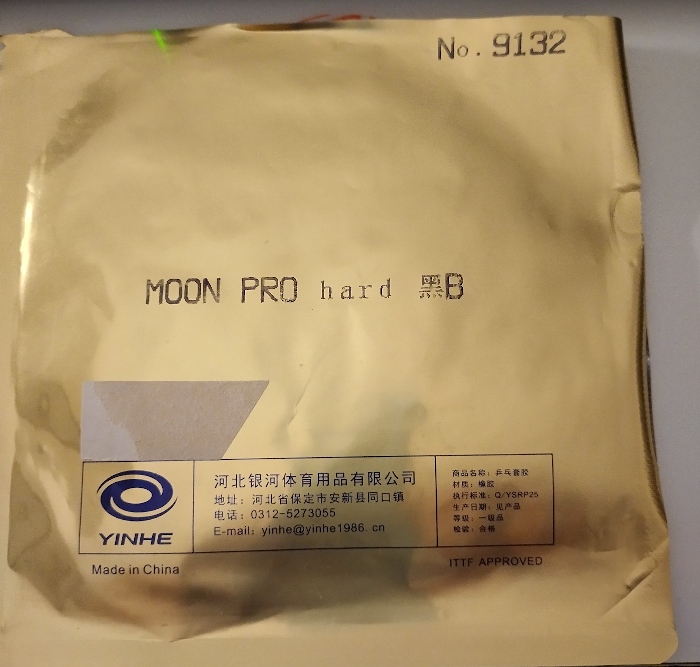 No. 9132
MOON PRO hard 黑B
YINHE
河北银河体育用品有限公司
地址：河北省保定市安新县同口镇
电话：0312-5273055
E-mail：yinhe@yinhe1986.cn
商品名称：乒乓套胶
材质：橡胶
执行标准：Q/YSRP25
生产日期：见产品
等级：一级品
检验：合格
Made in China
ITTF APPROVED